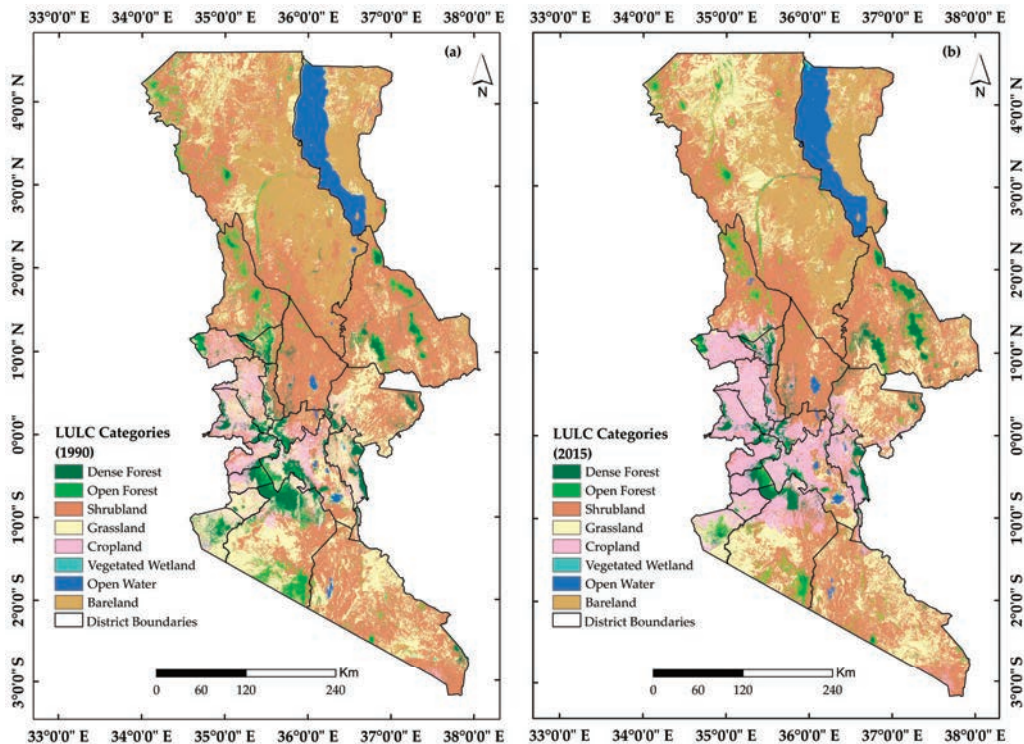 33°0'0" E 34°0'0" E 35°0'0" E 36°0'0" E 37°0'0" E 38°0'0" E
33°0'0" E 34°0'0" E 35°0'0" E 36°0'0" E 37°0'0" E 38°0'0" E
(a)
N
4°0'0" N
3°0'0" N
2°0'0" N
1°0'0" N
0°0'0" N
1°0'0" S
2°0'0" S
3°0'0" S
LULC Categories
(1990)
Dense Forest
Open Forest
Shrubland
Grassland
Cropland
Vegetated Wetland
Open Water
Bareland
District Boundaries
Km
0 60 120 240
33°0'0" E 34°0'0" E 35°0'0" E 36°0'0" E 37°0'0" E 38°0'0" E
(b)
N
4°0'0" N
3°0'0" N
2°0'0" N
1°0'0" N
0°0'0" N
1°0'0" S
2°0'0" S
3°0'0" S
LULC Categories
(2015)
Dense Forest
Open Forest
Shrubland
Grassland
Cropland
Vegetated Wetland
Open Water
Bareland
District Boundaries
Km
0 60 120 240
33°0'0" E 34°0'0" E 35°0'0" E 36°0'0" E 37°0'0" E 38°0'0" E